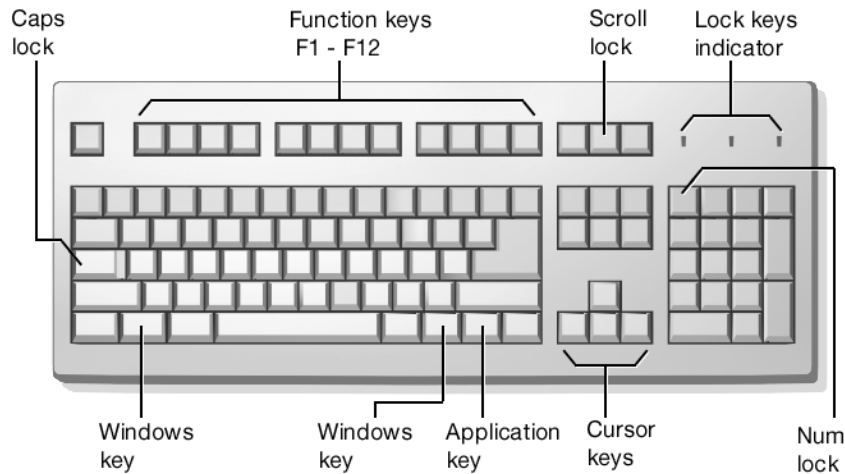 Caps
lock
Function keys
F1 - F12
Scroll
lock
Lock keys
indicator
Windows
key
Windows
key
Application
key
Cursor
keys
Num
lock